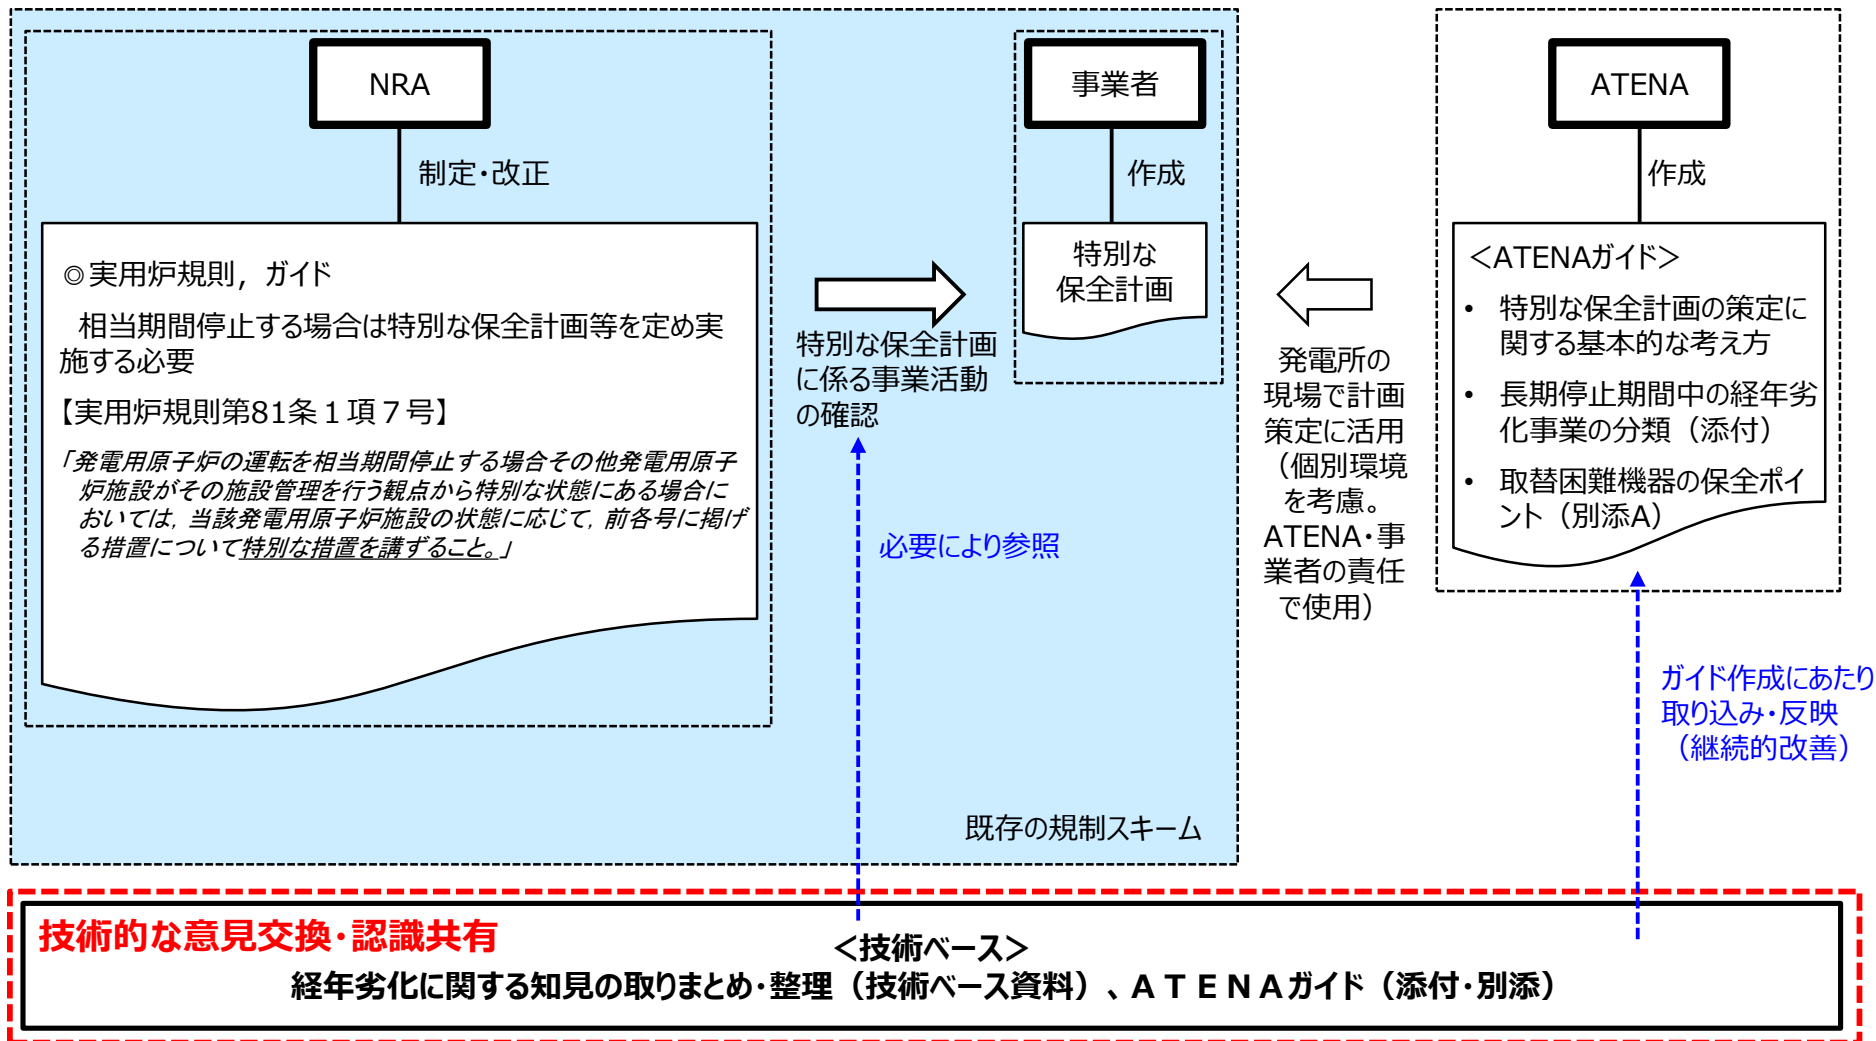 NRA
制定・改正
◎実用炉規則，ガイド
相当期間停止する場合は特別な保全計画等を定め実
施する必要
【実用炉規則第81条１項７号】
「発電用原子炉の運転を相当期間停止する場合その他発電用原子
炉施設がその施設管理を行う観点から特別な状態にある場合に
おいては，当該発電用原子炉施設の状態に応じて，前各号に掲げ
る措置について特別な措置を講ずること。」
特別な保全計画
に係る事業活動
の確認
必要により参照
事業者
作成
特別な
保全計画
既存の規制スキーム
発電所の
現場で計画
策定に活用
（個別環境
を考慮。
ATENA・事
業者の責任
で使用）
ATENA
作成
＜ATENAガイド＞
• 特別な保全計画の策定に
関する基本的な考え方
• 長期停止期間中の経年劣
化事業の分類（添付）
• 取替困難機器の保全ポイ
ント（別添A）
ガイド作成にあたり
取り込み・反映
（継続的改善）
技術的な意見交換・認識共有
＜技術ベース＞
経年劣化に関する知見の取りまとめ・整理（技術ベース資料）、ＡＴＥＮＡガイド（添付・別添）